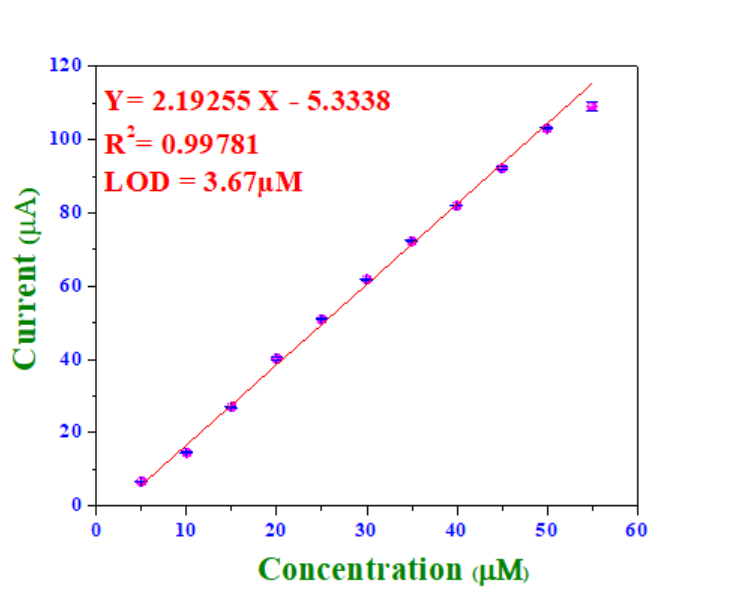 Y= 2.19255 X - 5.3338
R²= 0.99781
LOD = 3.67μM
120
100
80
60
40
20
0
Current (μA)
0 10 20 30 40 50 60
Concentration (μM)